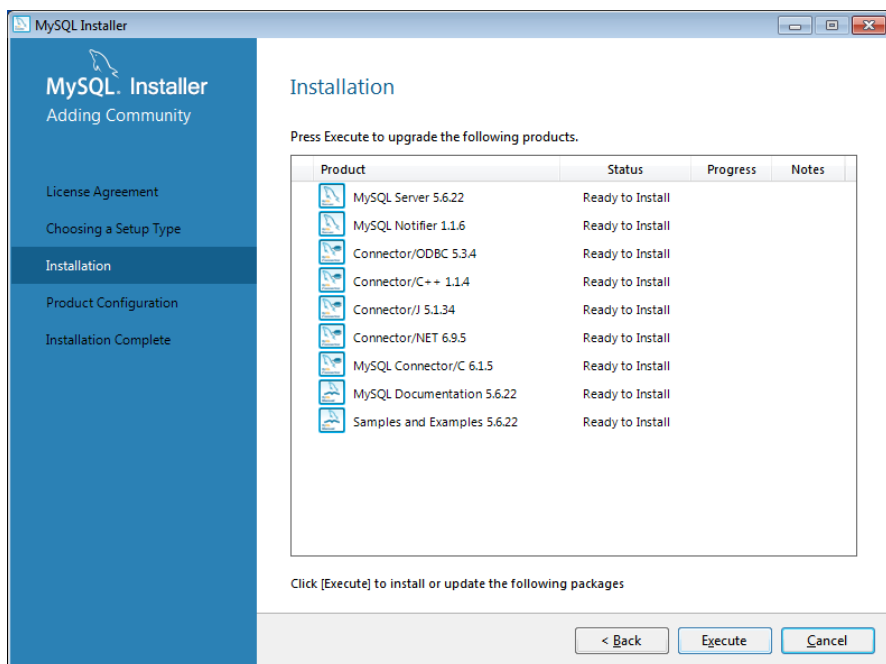 MySQL Installer
MySQL. Installer
Adding Community
License Agreement
Choosing a Setup Type
Installation
Product Configuration
Installation Complete
Installation
Press Execute to upgrade the following products.
Product Status Progress Notes
MySQL Server 5.6.22 Ready to Install
MySQL Notifier 1.1.6 Ready to Install
Connector/ODBC 5.3.4 Ready to Install
Connector/C++ 1.1.4 Ready to Install
Connector/J 5.1.34 Ready to Install
Connector/NET 6.9.5 Ready to Install
MySQL Connector/C 6.1.5 Ready to Install
MySQL Documentation 5.6.22 Ready to Install
Samples and Examples 5.6.22 Ready to Install
Click [Execute] to install or update the following packages
< Back Execute Cancel